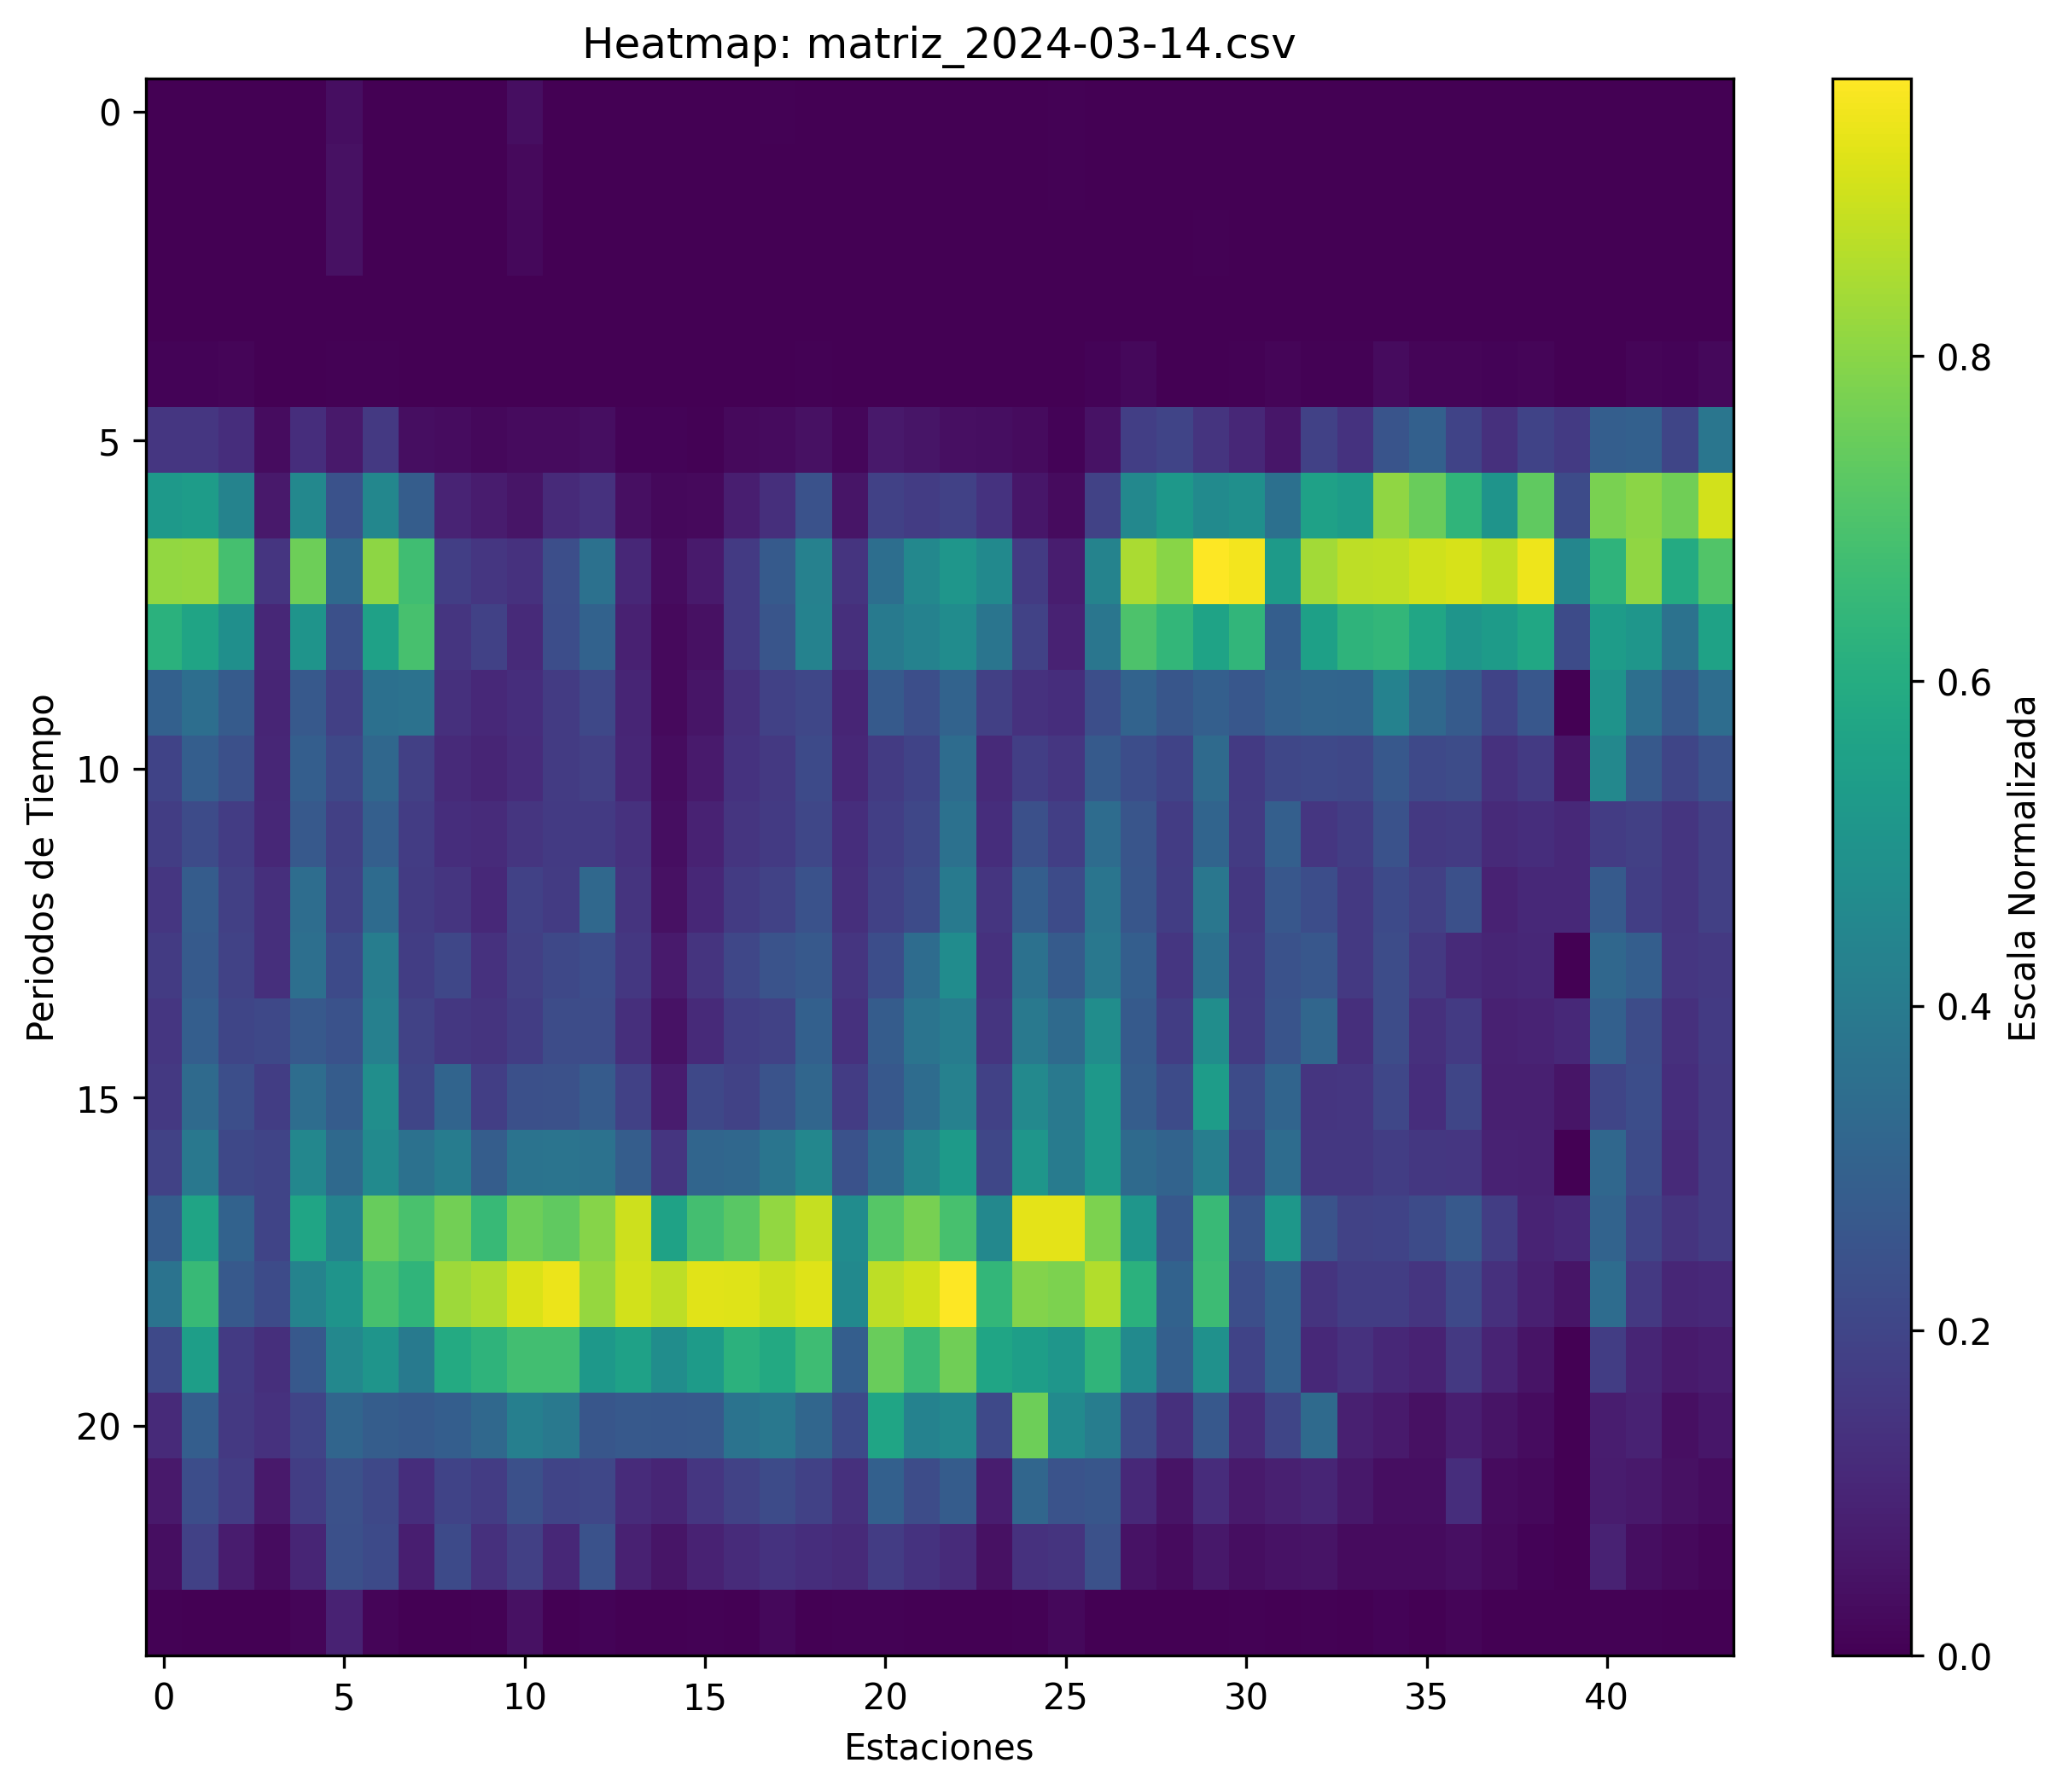 Heatmap: matriz_2024-03-14.csv
Periodos de Tiempo
0
5
10
15
20
0 5 10 15 20 25 30 35 40
Estaciones
0.8
0.6
0.4
0.2
0.0
Escala Normalizada